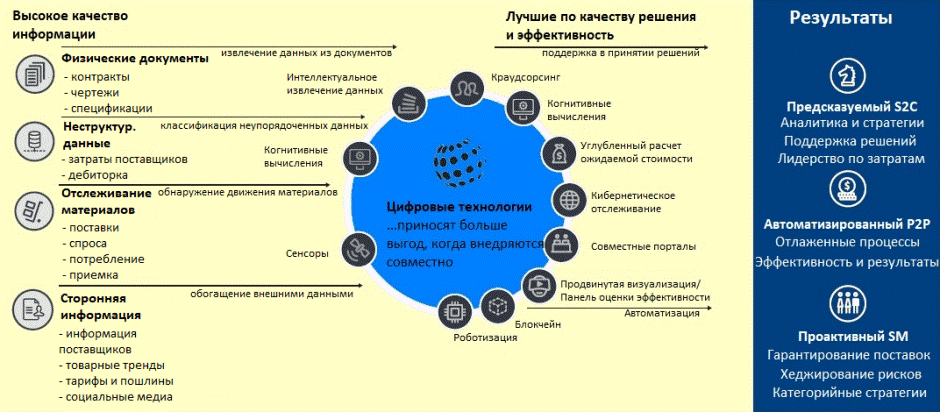 Высокое качество
информации
Физические документы
- контракты
- чертежи
- спецификации
Неструктур.
данные
- затраты поставщиков
- дебиторка
Отслеживание
материалов
- поставки
- спроса
- потребление
- приемка
Сторонняя
информация
- информация
поставщиков
- товарные тренды
- тарифы и пошлины
- социальные медиа
извлечение данных из документов
классификация неупорядоченных данных
обнаружение движения материалов
обогащение внешними данными
Интеллектуальное
извлечение данных
Когнитивные
вычисления
Сенсоры
Цифровые технологии
...приносят больше
выгод, когда внедряются
совместно
Лучшие по качеству решения
и эффективность
поддержка в принятии решений
Краудсорсинг
Когнитивные
вычисления
Углубленный расчет
ожидаемой стоимости
Кибернетическое
отслеживание
Совместные порталы
Продвинутая визуализация/
Панель оценки эффективности
Автоматизация
Блокчейн
Роботизация
Результаты
Предсказуемый S2C
Аналитика и стратегии
Поддержка решений
Лидерство по затратам
Автоматизированный P2P
Отлаженные процессы
Эффективность и результаты
Проактивный SM
Гарантирование поставок
Хеджирование рисков
Категорийные стратегии